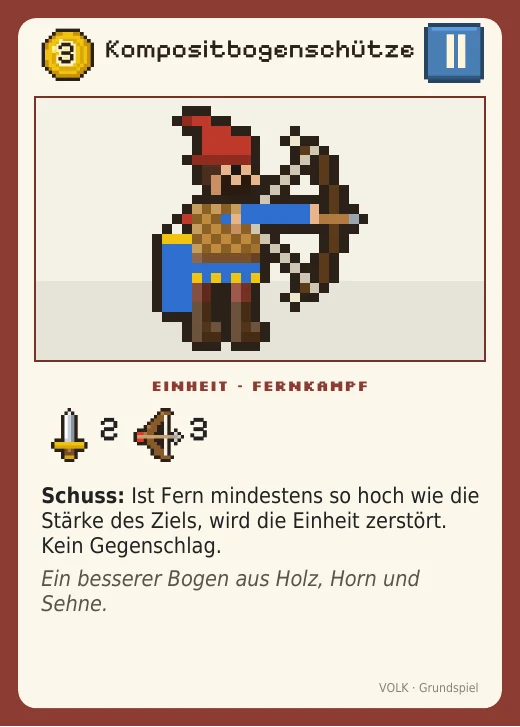 3 Kompositbogenschütze II
EINHEIT - FERNKAMPF
2 3
Schuss: Ist Fern mindestens so hoch wie die
Stärke des Ziels, wird die Einheit zerstört.
Kein Gegenschlag.
Ein besserer Bogen aus Holz, Horn und
Sehne.
VOLK · Grundspiel